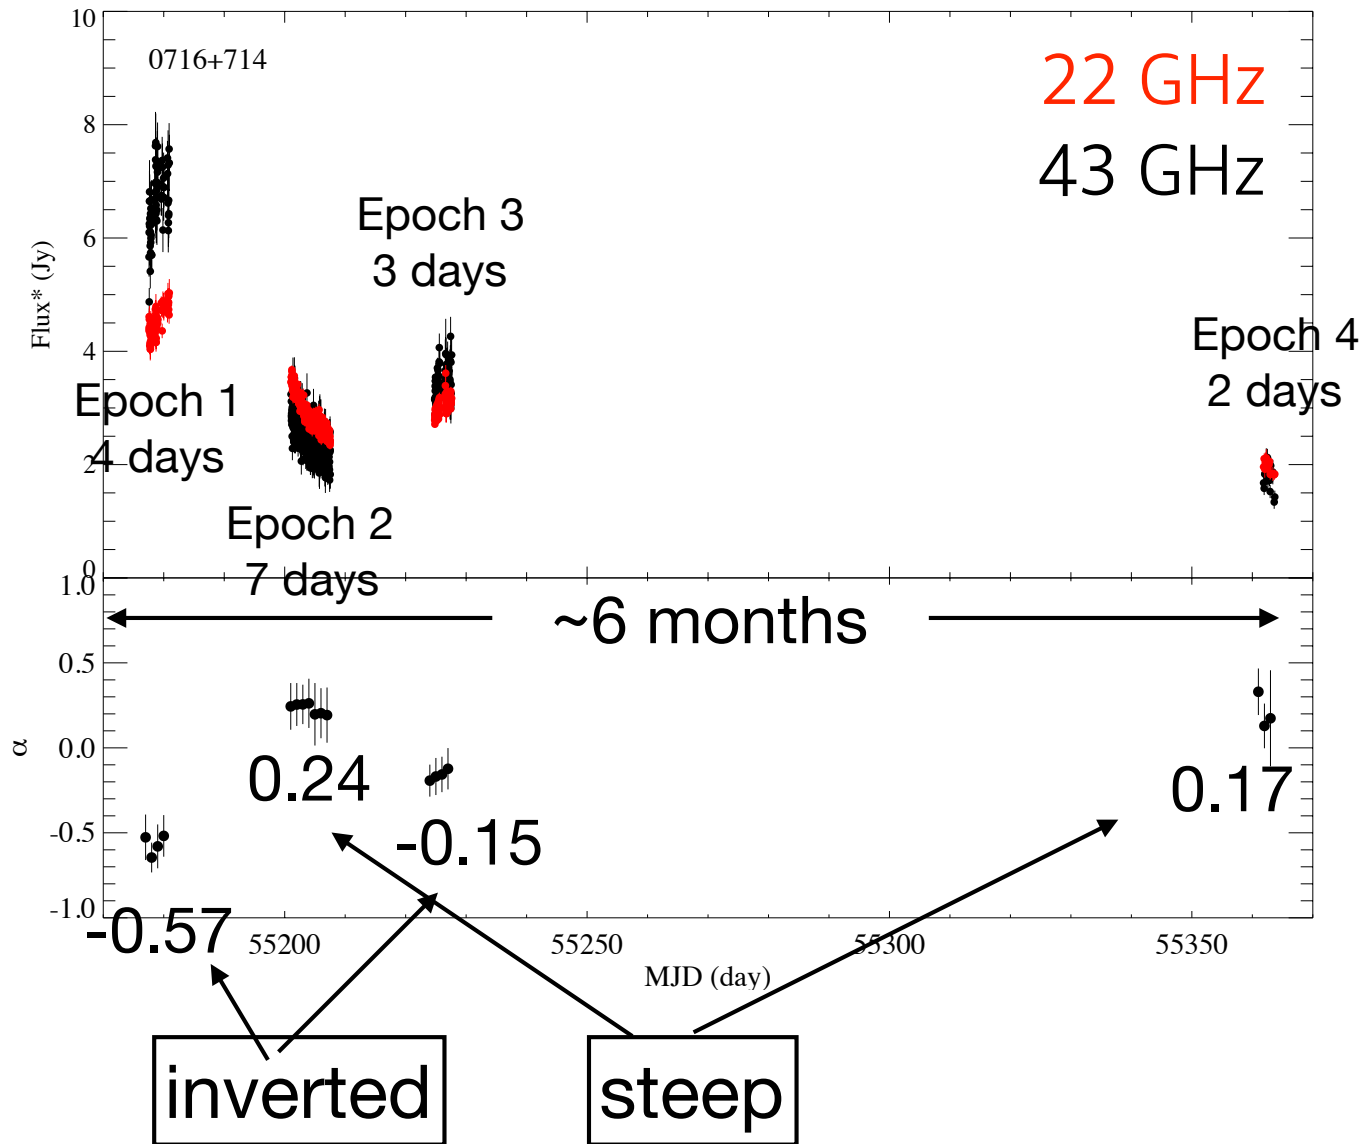 10
0716+714
22 GHz
43 GHz
8
Epoch 3
3 days
6
Flux* (Jy)
4
Epoch 4
2 days
Epoch 1
4 days
2
Epoch 2
7 days
0
1.0
~6 months
0.5
0.0
α
0.24
0.17
-0.15
-0.5
-1.0
-0.57
55200
55250
55300
55350
MJD (day)
inverted
steep